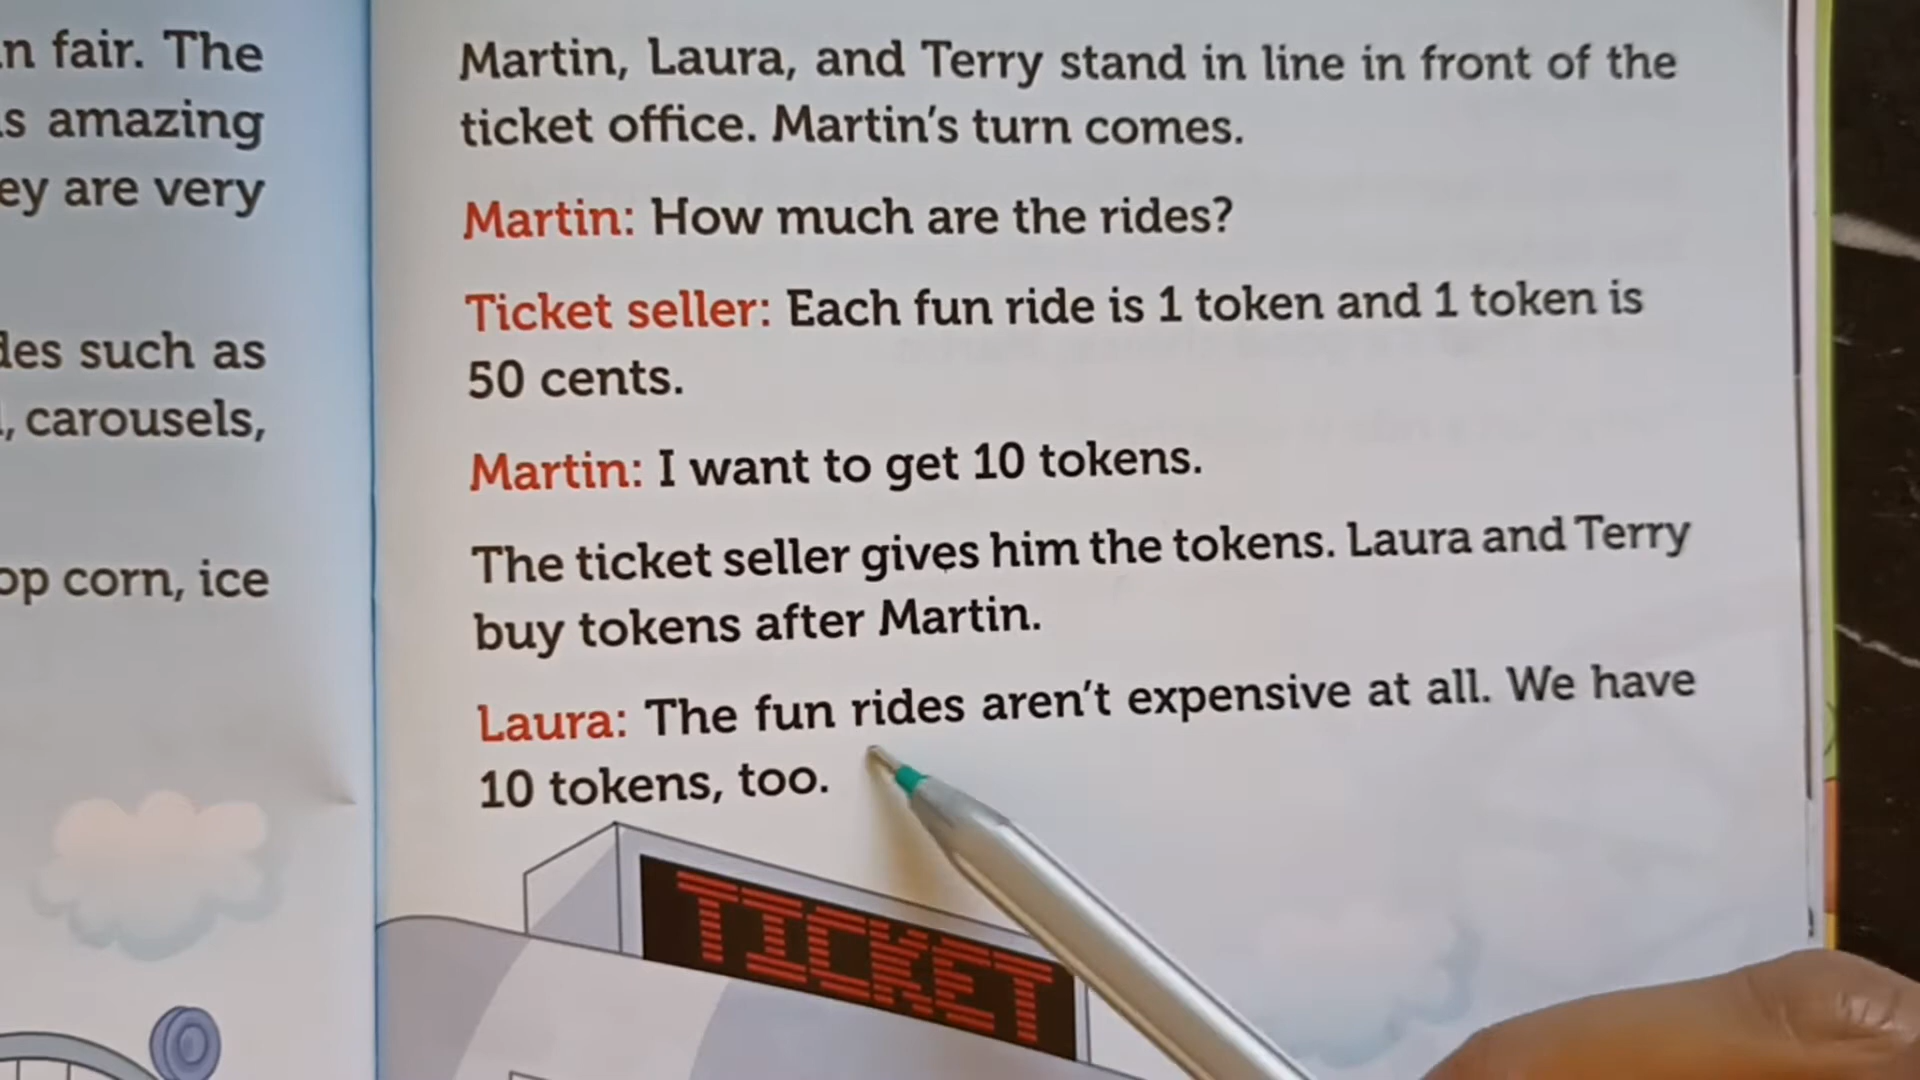 n fair. The
s amazing
ey are very
des such as
, carousels,
op corn, ice
Martin, Laura, and Terry stand in line in front of the
ticket office. Martin's turn comes.
Martin: How much are the rides?
Ticket seller: Each fun ride is 1 token and 1 token is
50 cents.
Martin: I want to get 10 tokens.
The ticket seller gives him the tokens. Laura and Terry
buy tokens after Martin.
Laura: The fun rides aren't expensive at all. We have
10 tokens, too.
TICKET